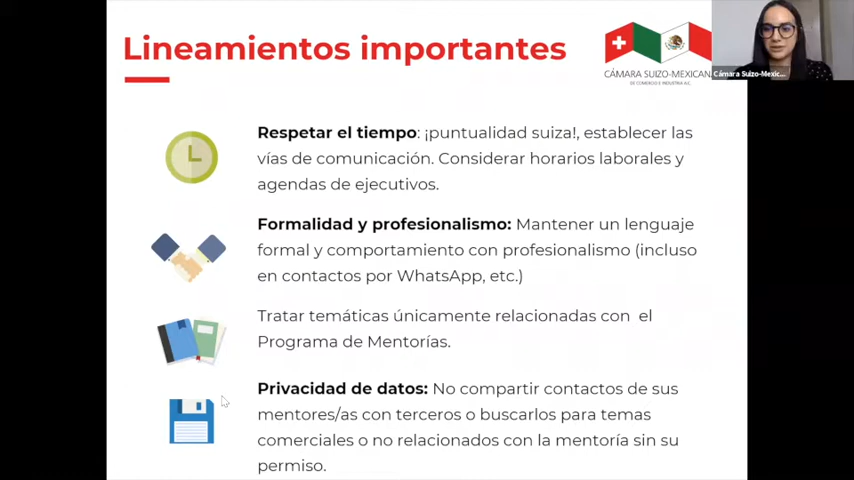 Lineamientos importantes
CÁMARA SUIZO-MEXICAN
DE COMERCIO E INDUSTRIA A.C.
Cámara Suizo-Mexic...
Respetar el tiempo: ¡puntualidad suiza!, establecer las
vías de comunicación. Considerar horarios laborales y
agendas de ejecutivos.
Formalidad y profesionalismo: Mantener un lenguaje
formal y comportamiento con profesionalismo (incluso
en contactos por WhatsApp, etc.)
Tratar temáticas únicamente relacionadas con el
Programa de Mentorías.
Privacidad de datos: No compartir contactos de sus
mentores/as con terceros o buscarlos para temas
comerciales o no relacionados con la mentoría sin su
permiso.